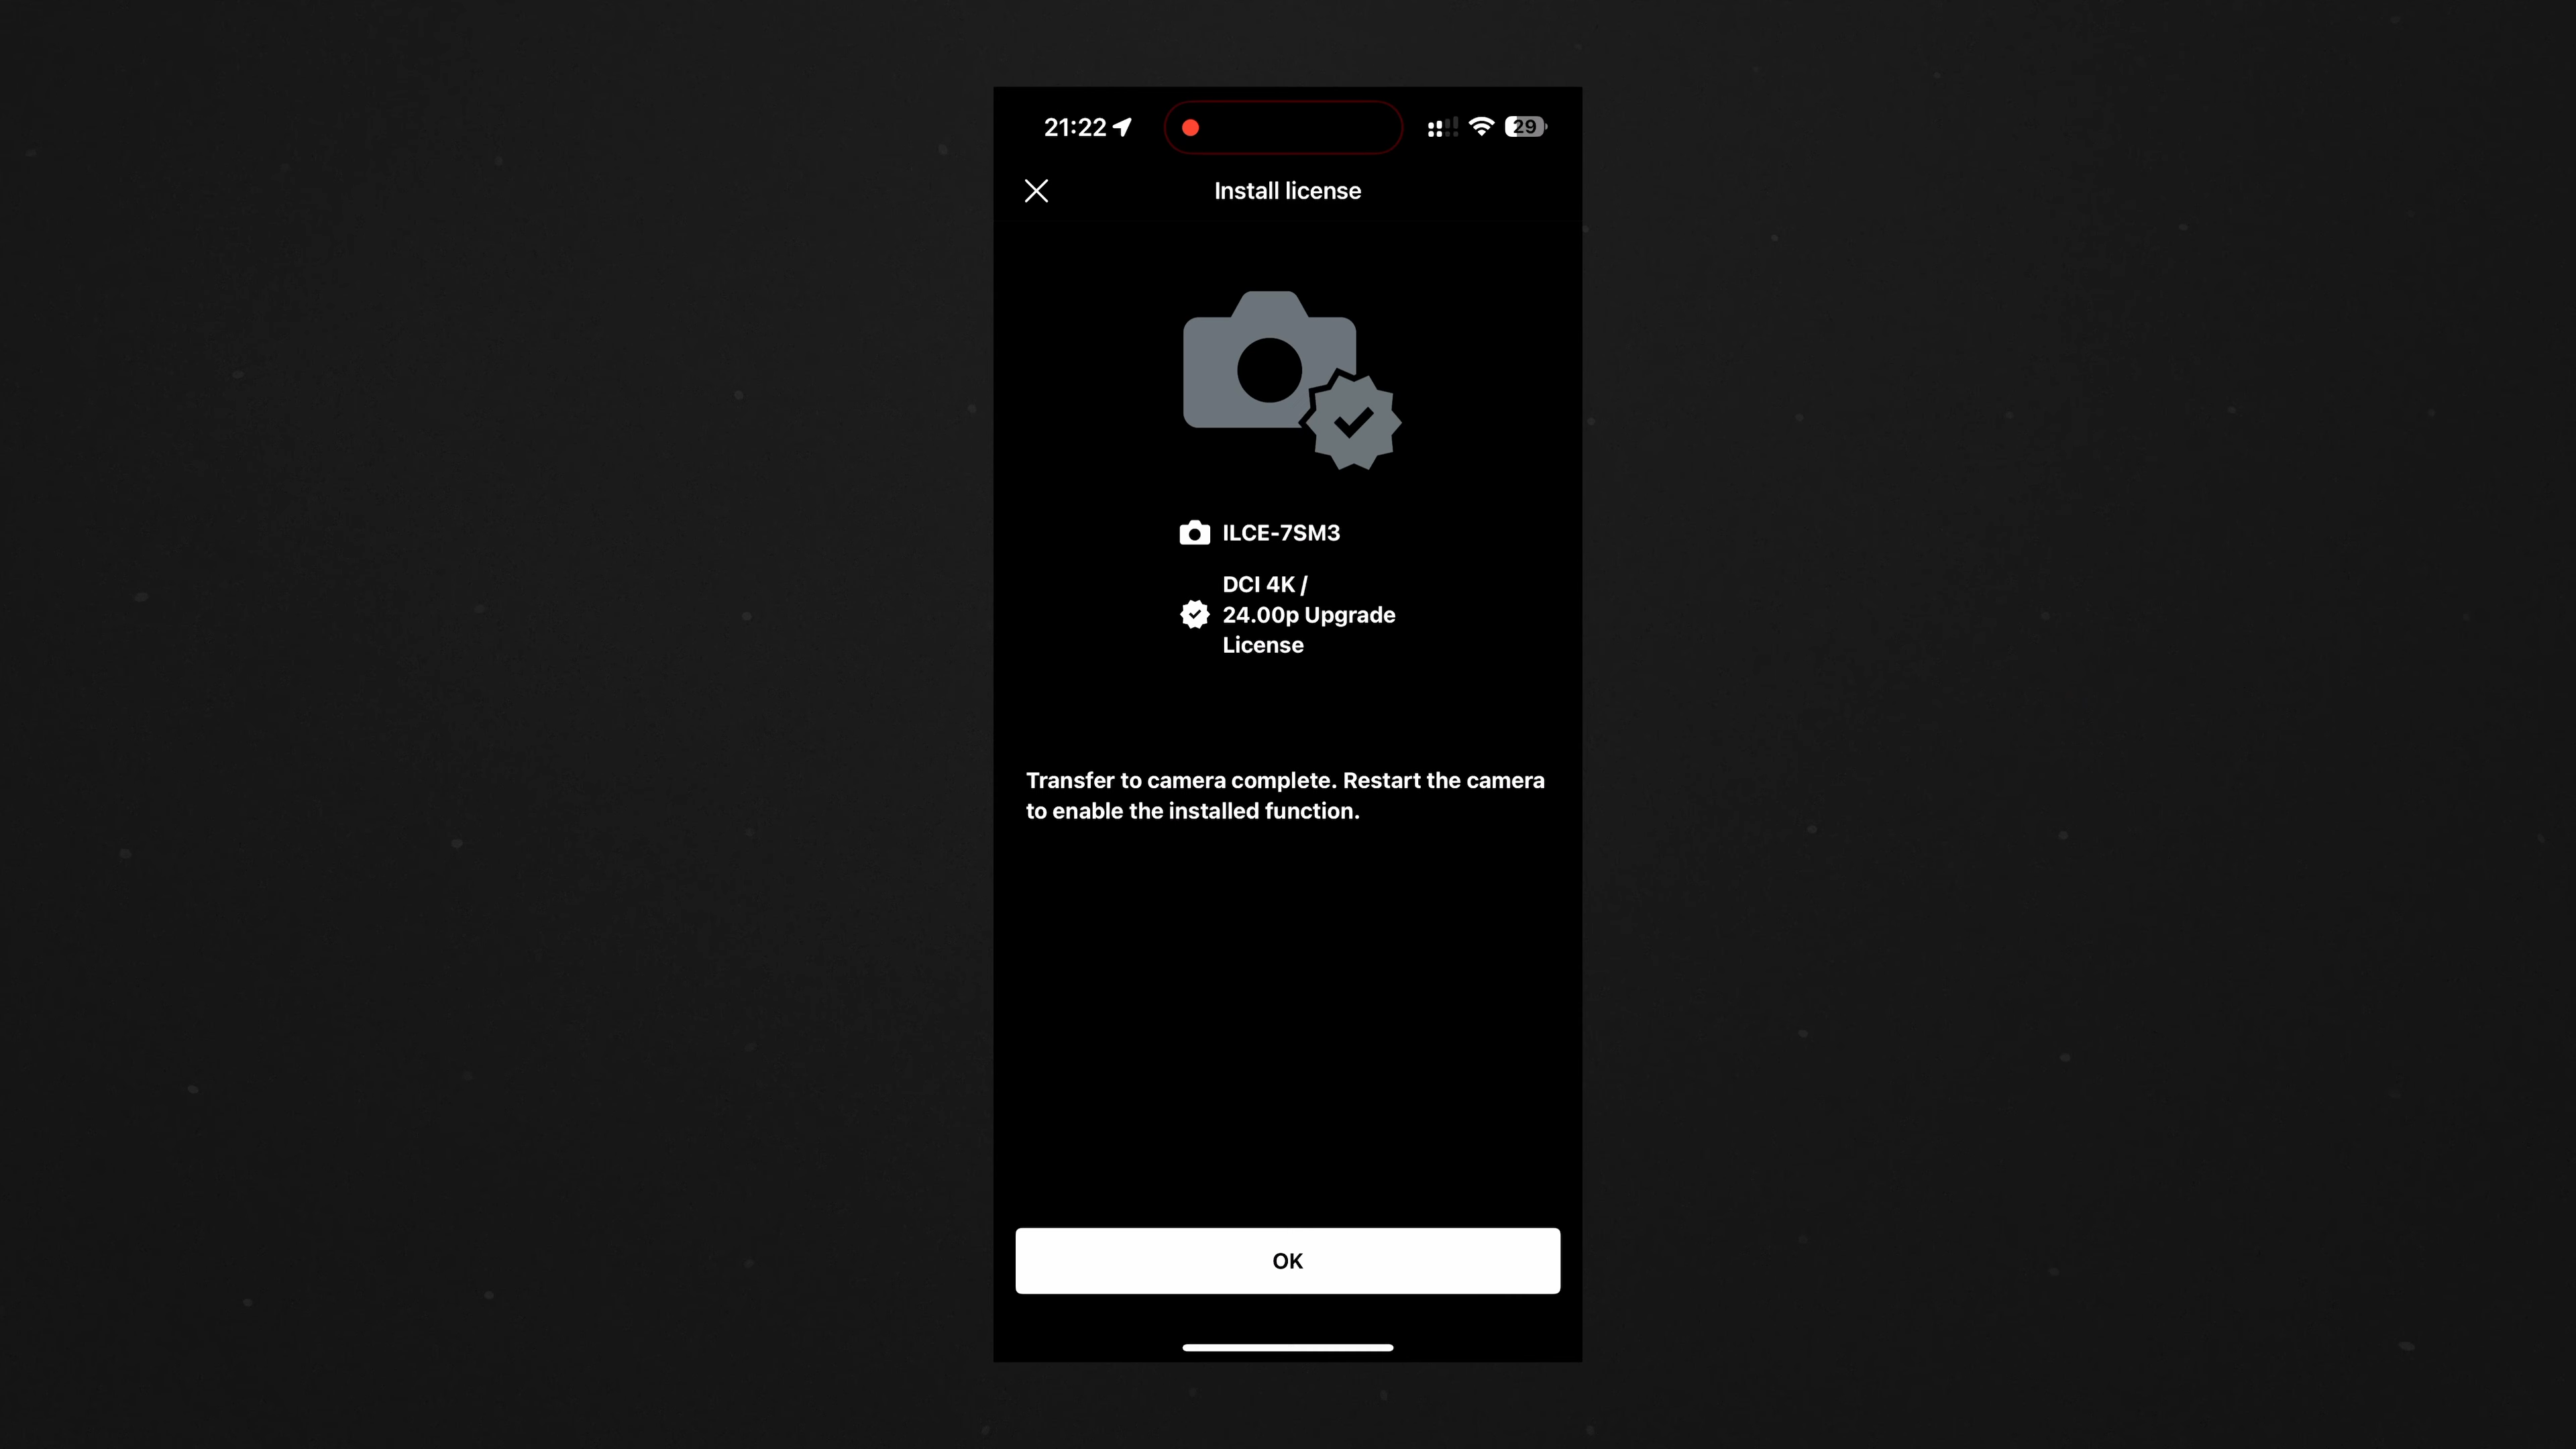 21:22
29
Install license
ILCE-7SM3
DCI 4K /
24.00p Upgrade
License
Transfer to camera complete. Restart the camera
to enable the installed function.
OK